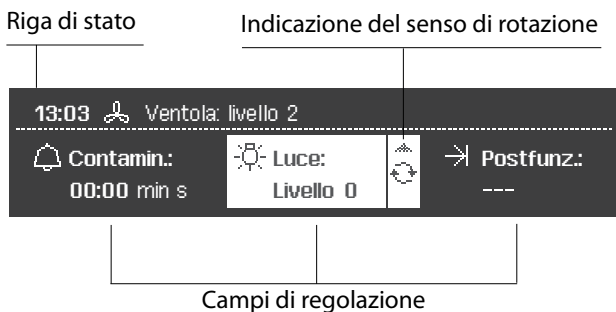 Riga di stato
Indicazione del senso di rotazione
13:03 Ventola: livello 2
Contamin.: Luce: Postfunz.:
00:00 min s Livello 0 ---
Campi di regolazione